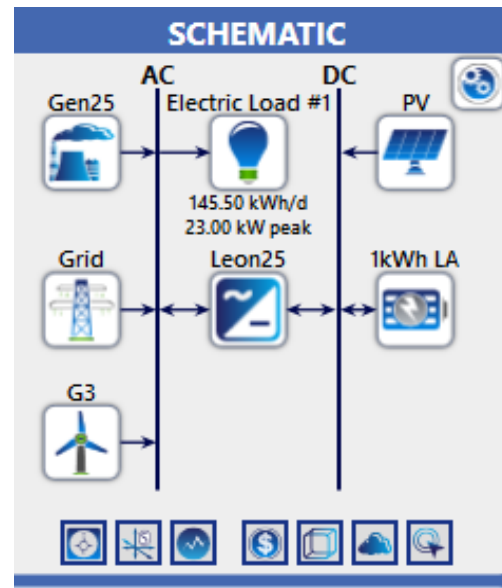 SCHEMATIC
AC DC
Gen25 Electric Load #1 PV
145.50 kWh/d
23.00 kW peak
Grid Leon25 1kWh LA
G3